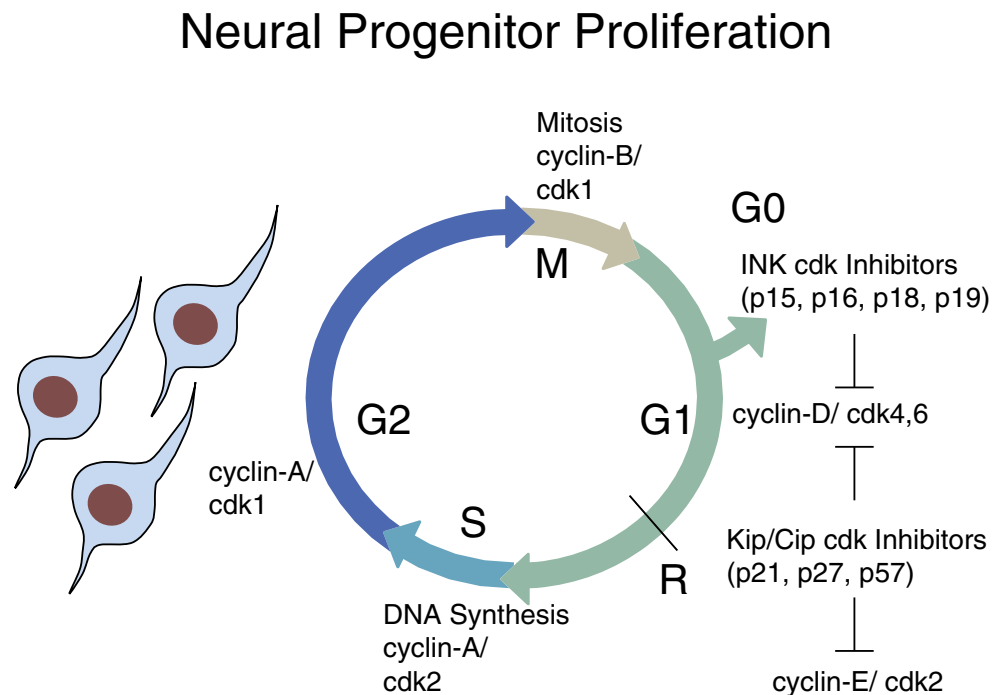 Neural Progenitor Proliferation
Mitosis
cyclin-B/
cdk1
G0
M
INK cdk Inhibitors
(p15, p16, p18, p19)
G2
G1
cyclin-D/ cdk4,6
cyclin-A/
cdk1
S
R
Kip/Cip cdk Inhibitors
(p21, p27, p57)
DNA Synthesis
cyclin-A/
cdk2
cyclin-E/ cdk2